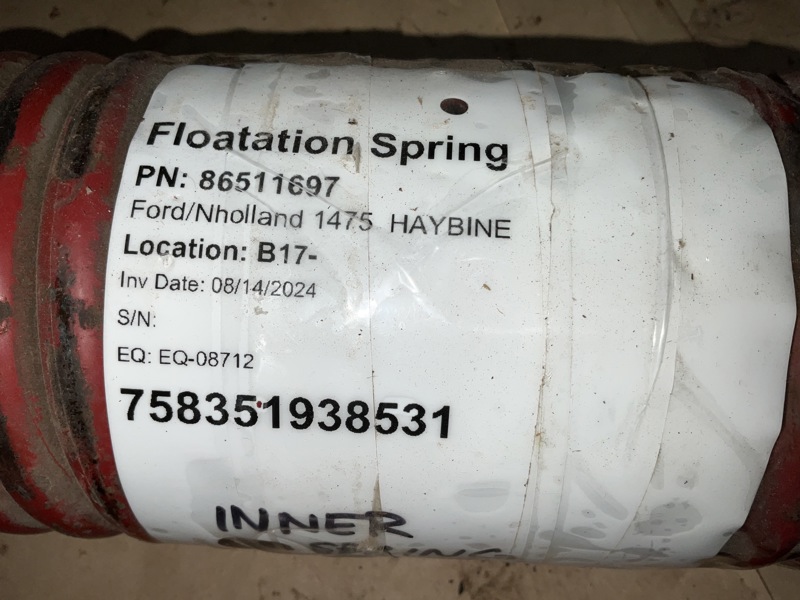 Floatation Spring
PN: 86511697
Ford/Nholland 1475 HAYBINE
Location: B17-
Inv Date: 08/14/2024
S/N:
EQ: EQ-08712
758351938531
INNER